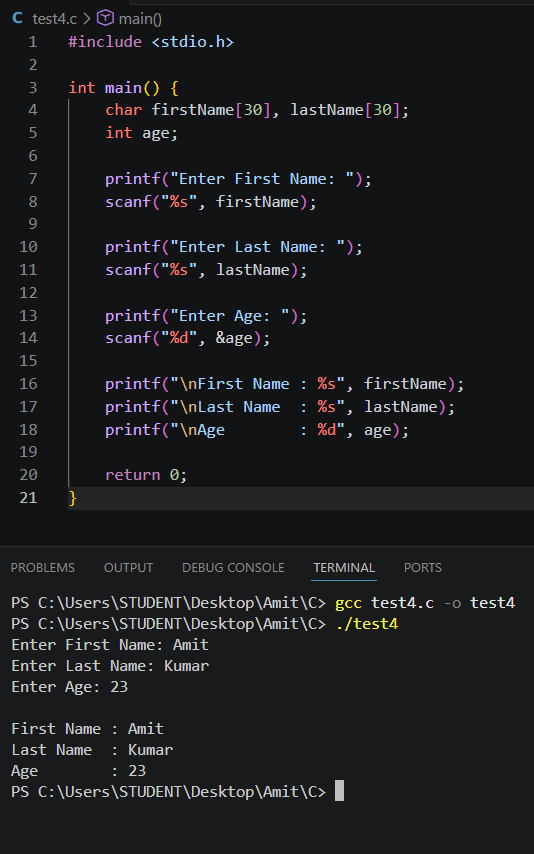 C test4.c > main()
1 #include <stdio.h>
2
3 int main() {
4     char firstName[30], lastName[30];
5     int age;
6
7     printf("Enter First Name: ");
8     scanf("%s", firstName);
9
10     printf("Enter Last Name: ");
11     scanf("%s", lastName);
12
13     printf("Enter Age: ");
14     scanf("%d", &age);
15
16     printf("\nFirst Name : %s", firstName);
17     printf("\nLast Name  : %s", lastName);
18     printf("\nAge        : %d", age);
19
20     return 0;
21 }
PROBLEMS OUTPUT DEBUG CONSOLE TERMINAL PORTS
PS C:\Users\STUDENT\Desktop\Amit\C> gcc test4.c -o test4
PS C:\Users\STUDENT\Desktop\Amit\C> ./test4
Enter First Name: Amit
Enter Last Name: Kumar
Enter Age: 23

First Name : Amit
Last Name  : Kumar
Age        : 23
PS C:\Users\STUDENT\Desktop\Amit\C>